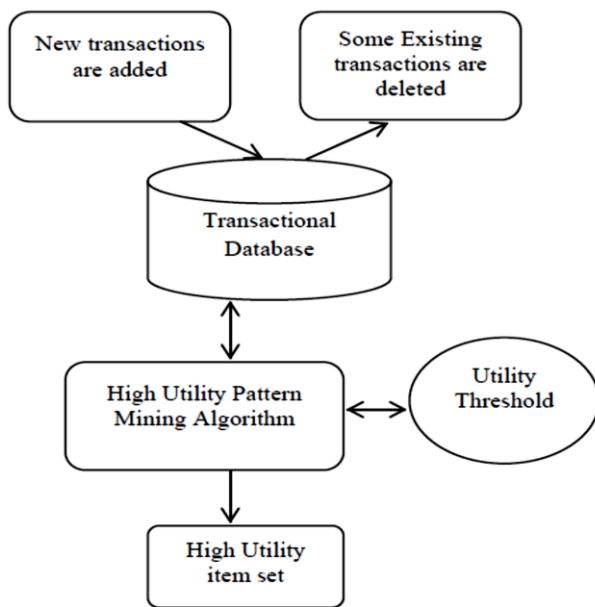 New transactions
are added
Some Existing
transactions are
deleted
Transactional
Database
High Utility Pattern
Mining Algorithm
Utility
Threshold
High Utility
item set